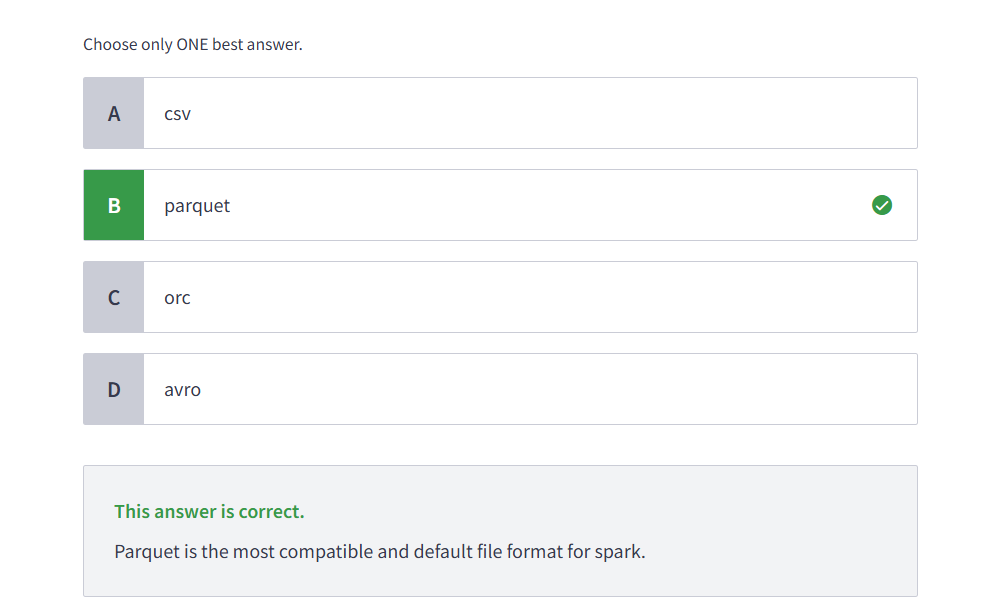 Choose only ONE best answer.
A csv
B parquet
C orc
D avro
This answer is correct.
Parquet is the most compatible and default file format for spark.